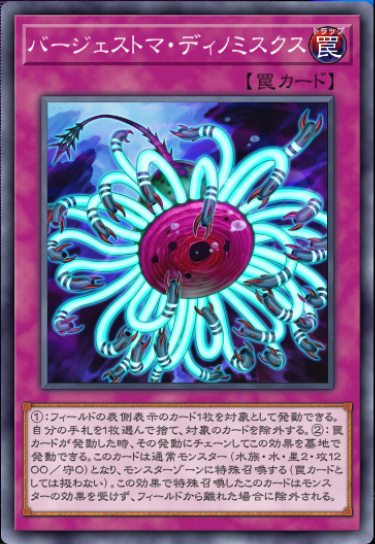 バージェストマ・ディノミスクス
トラップ
罠
【罠カード】
①:フィールドの表側表示のカード1枚を対象として発動できる。
自分の手札を1枚選んで捨て、対象のカードを除外する。②:罠
カードが発動した時、その発動にチェーンしてこの効果を墓地で
発動できる。このカードは通常モンスター(水族・水・星2・攻12
00/守0)となり、モンスターゾーンに特殊召喚する(罠カードと
しては扱わない)。この効果で特殊召喚したこのカードはモンス
ターの効果を受けず、フィールドから離れた場合に除外される。